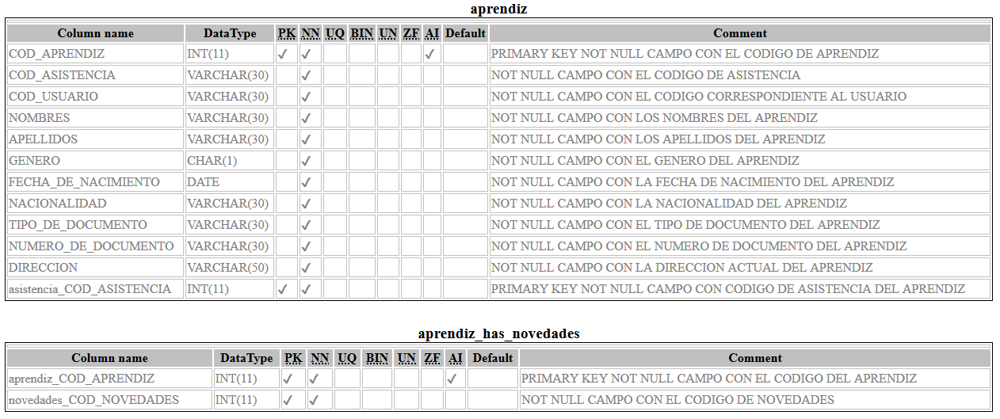 aprendiz
Column name DataType PK NN UQ BIN UN ZF AI Default Comment
COD_APRENDIZ INT(11) ✓ ✓ ✓ PRIMARY KEY NOT NULL CAMPO CON EL CODIGO DE APRENDIZ
COD_ASISTENCIA VARCHAR(30) ✓ NOT NULL CAMPO CON EL CODIGO DE ASISTENCIA
COD_USUARIO VARCHAR(30) ✓ NOT NULL CAMPO CON EL CODIGO CORRESPONDIENTE AL USUARIO
NOMBRES VARCHAR(30) ✓ NOT NULL CAMPO CON LOS NOMBRES DEL APRENDIZ
APELLIDOS VARCHAR(30) ✓ NOT NULL CAMPO CON LOS APELLIDOS DEL APRENDIZ
GENERO CHAR(1) ✓ NOT NULL CAMPO CON EL GENERO DEL APRENDIZ
FECHA_DE_NACIMIENTO DATE ✓ NOT NULL CAMPO CON LA FECHA DE NACIMIENTO DEL APRENDIZ
NACIONALIDAD VARCHAR(30) ✓ NOT NULL CAMPO CON LA NACIONALIDAD DEL APRENDIZ
TIPO_DE_DOCUMENTO VARCHAR(30) ✓ NOT NULL CAMPO CON EL TIPO DE DOCUMENTO DEL APRENDIZ
NUMERO_DE_DOCUMENTO VARCHAR(30) ✓ NOT NULL CAMPO CON EL NUMERO DE DOCUMENTO DEL APRENDIZ
DIRECCION VARCHAR(50) ✓ NOT NULL CAMPO CON LA DIRECCION ACTUAL DEL APRENDIZ
asistencia_COD_ASISTENCIA INT(11) ✓ ✓ PRIMARY KEY NOT NULL CAMPO CON CODIGO DE ASISTENCIA DEL APRENDIZ
aprendiz_has_novedades
Column name DataType PK NN UQ BIN UN ZF AI Default Comment
aprendiz_COD_APRENDIZ INT(11) ✓ ✓ ✓ PRIMARY KEY NOT NULL CAMPO CON EL CODIGO DEL APRENDIZ
novedades_COD_NOVEDADES INT(11) ✓ ✓ NOT NULL CAMPO CON EL CODIGO DE NOVEDADES